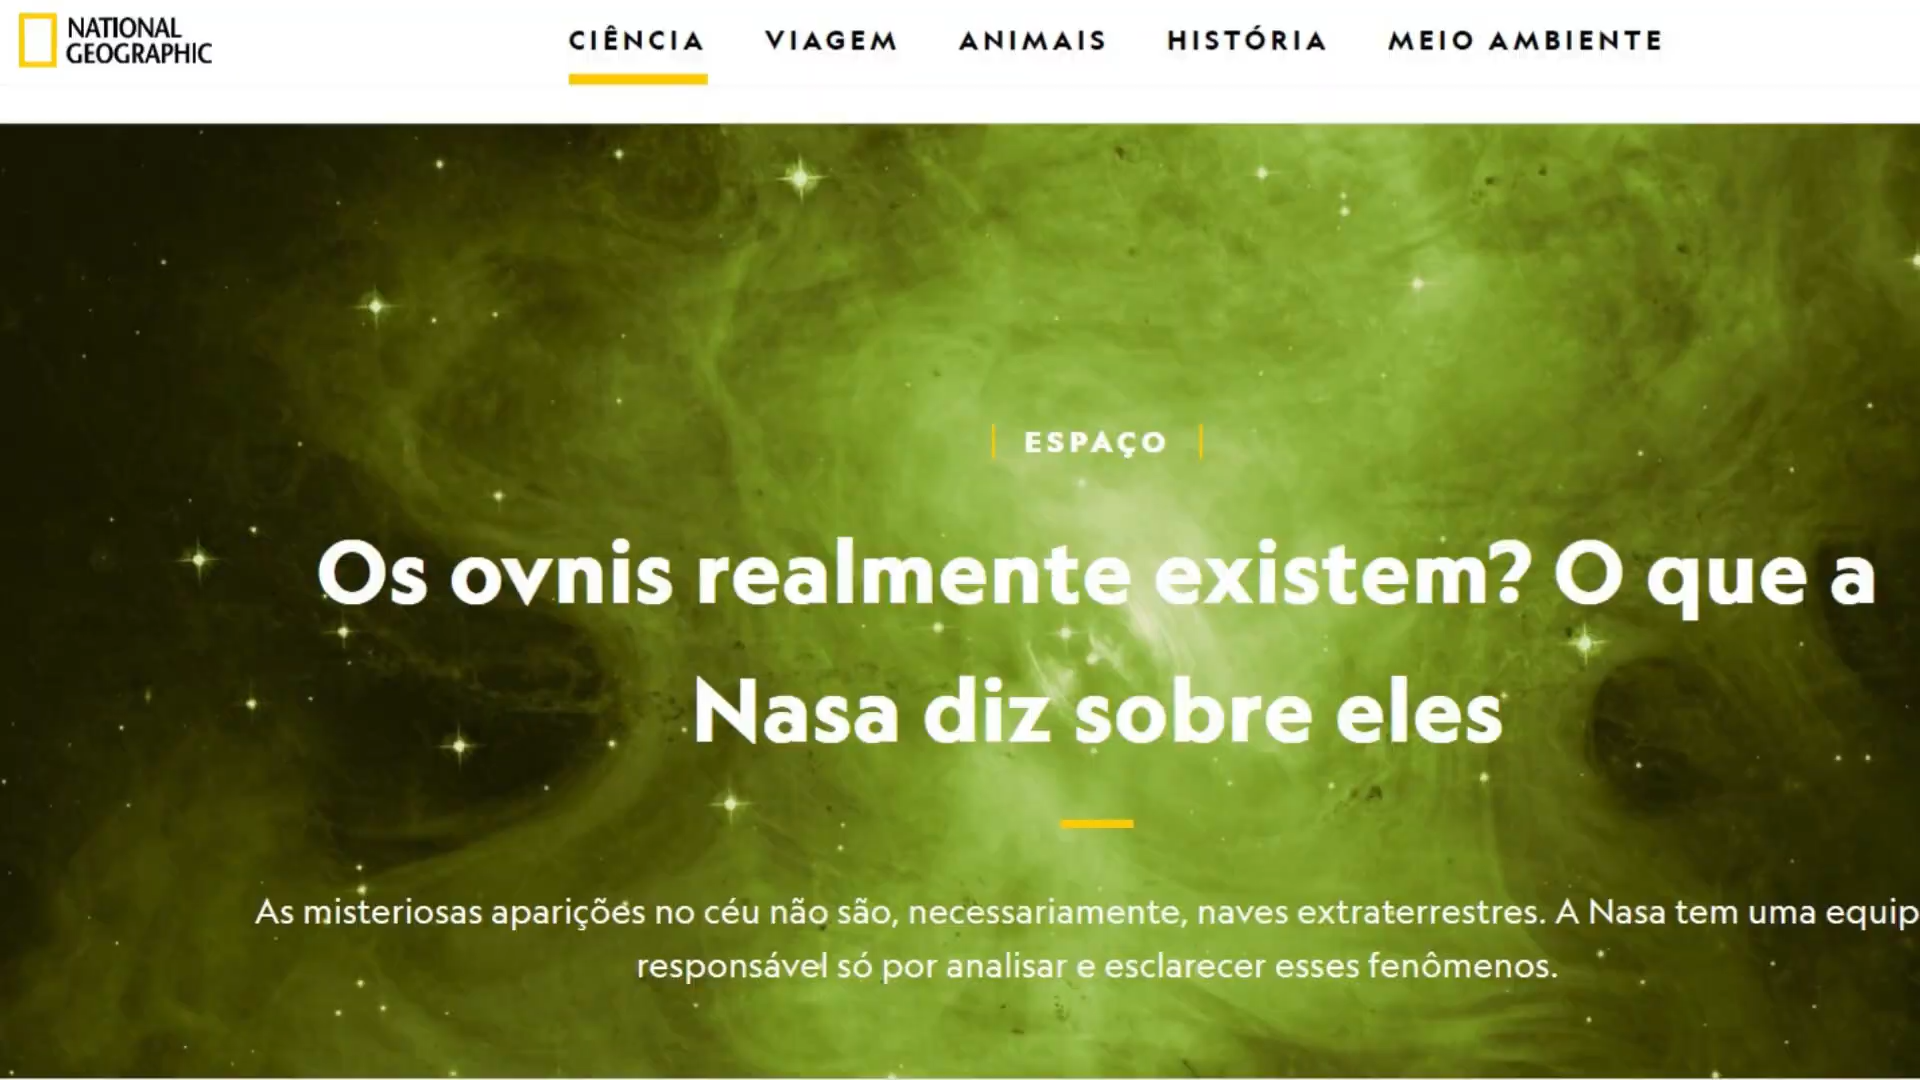 NATIONAL
GEOGRAPHIC
CIÊNCIA VIAGEM ANIMAIS HISTÓRIA MEIO AMBIENTE
ESPAÇO
Os ovnis realmente existem? O que a
Nasa diz sobre eles
As misteriosas aparições no céu não são, necessariamente, naves extraterrestres. A Nasa tem uma equip
responsável só por analisar e esclarecer esses fenômenos.